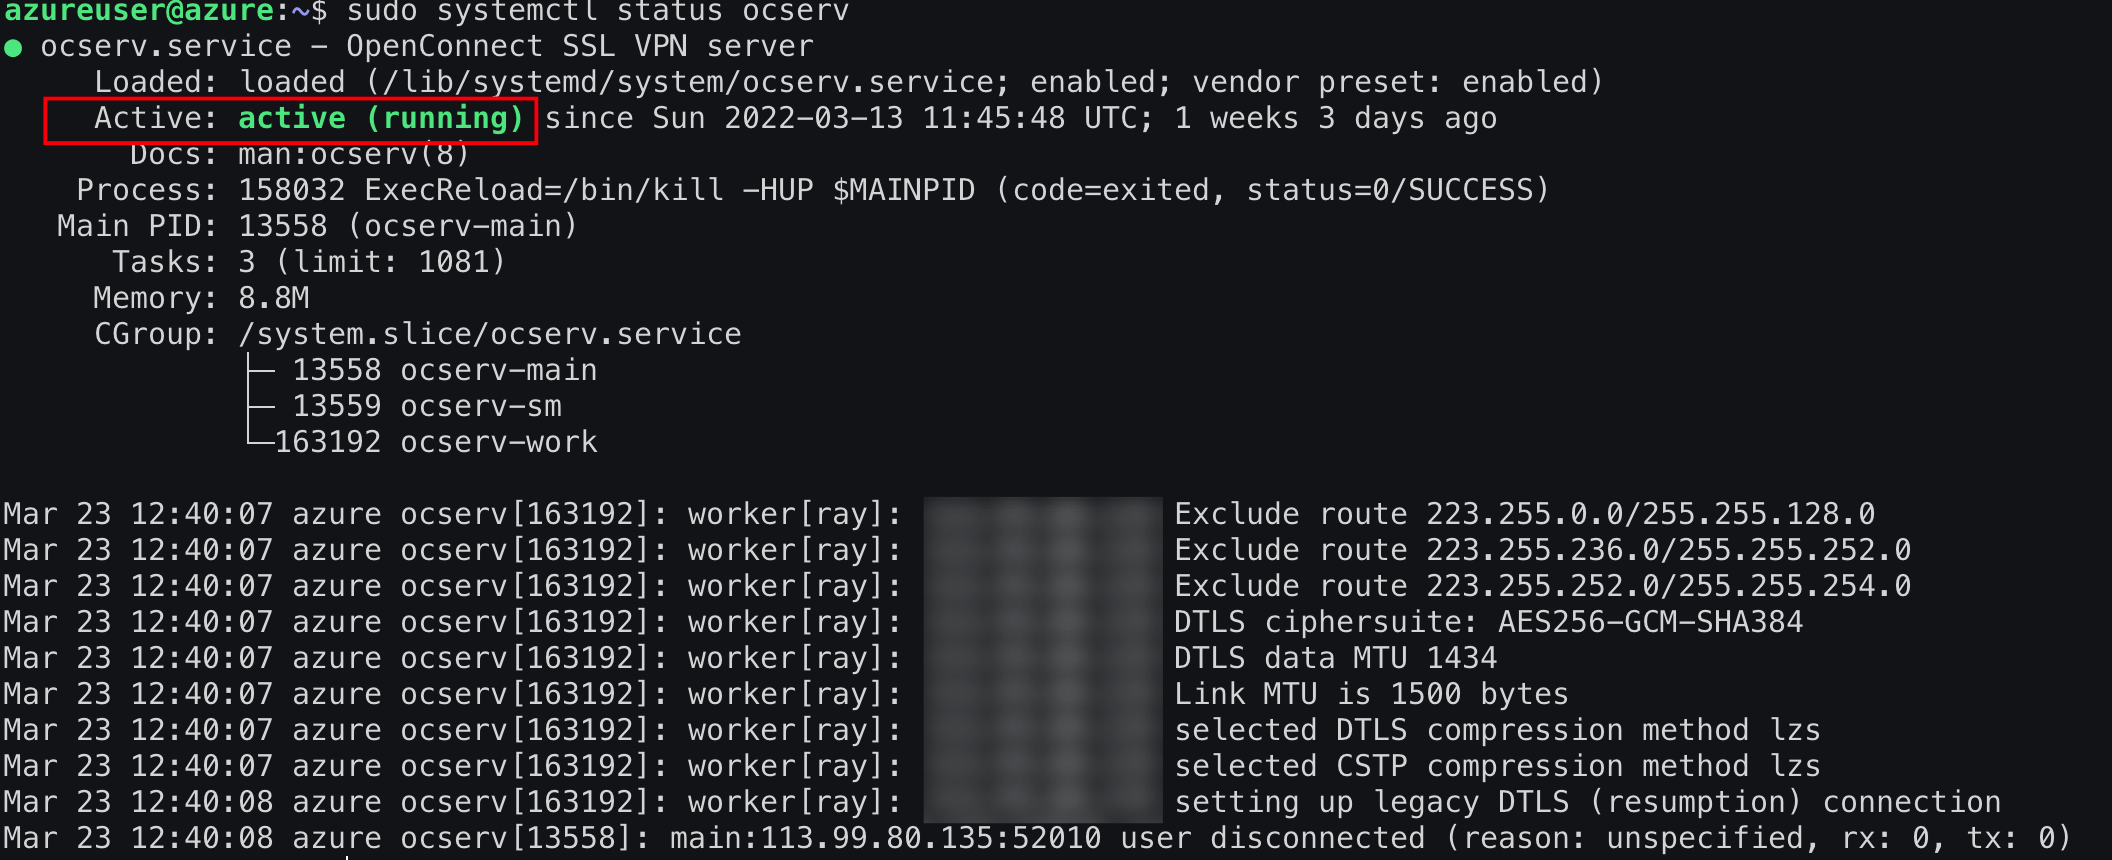 azureuser@azure:~$ sudo systemctl status ocserv
● ocserv.service - OpenConnect SSL VPN server
Loaded: loaded (/lib/systemd/system/ocserv.service; enabled; vendor preset: enabled)
Active: active (running) since Sun 2022-03-13 11:45:48 UTC; 1 weeks 3 days ago
Docs: man:ocserv(8)
Process: 158032 ExecReload=/bin/kill -HUP $MAINPID (code=exited, status=0/SUCCESS)
Main PID: 13558 (ocserv-main)
Tasks: 3 (limit: 1081)
Memory: 8.8M
CGroup: /system.slice/ocserv.service
├─ 13558 ocserv-main
├─ 13559 ocserv-sm
└─163192 ocserv-work
Mar 23 12:40:07 azure ocserv[163192]: worker[ray]: Exclude route 223.255.0.0/255.255.128.0
Mar 23 12:40:07 azure ocserv[163192]: worker[ray]: Exclude route 223.255.236.0/255.255.252.0
Mar 23 12:40:07 azure ocserv[163192]: worker[ray]: Exclude route 223.255.252.0/255.255.254.0
Mar 23 12:40:07 azure ocserv[163192]: worker[ray]: DTLS ciphersuite: AES256-GCM-SHA384
Mar 23 12:40:07 azure ocserv[163192]: worker[ray]: DTLS data MTU 1434
Mar 23 12:40:07 azure ocserv[163192]: worker[ray]: Link MTU is 1500 bytes
Mar 23 12:40:07 azure ocserv[163192]: worker[ray]: selected DTLS compression method lzs
Mar 23 12:40:07 azure ocserv[163192]: worker[ray]: selected CSTP compression method lzs
Mar 23 12:40:08 azure ocserv[163192]: worker[ray]: setting up legacy DTLS (resumption) connection
Mar 23 12:40:08 azure ocserv[13558]: main:113.99.80.135:52010 user disconnected (reason: unspecified, rx: 0, tx: 0)